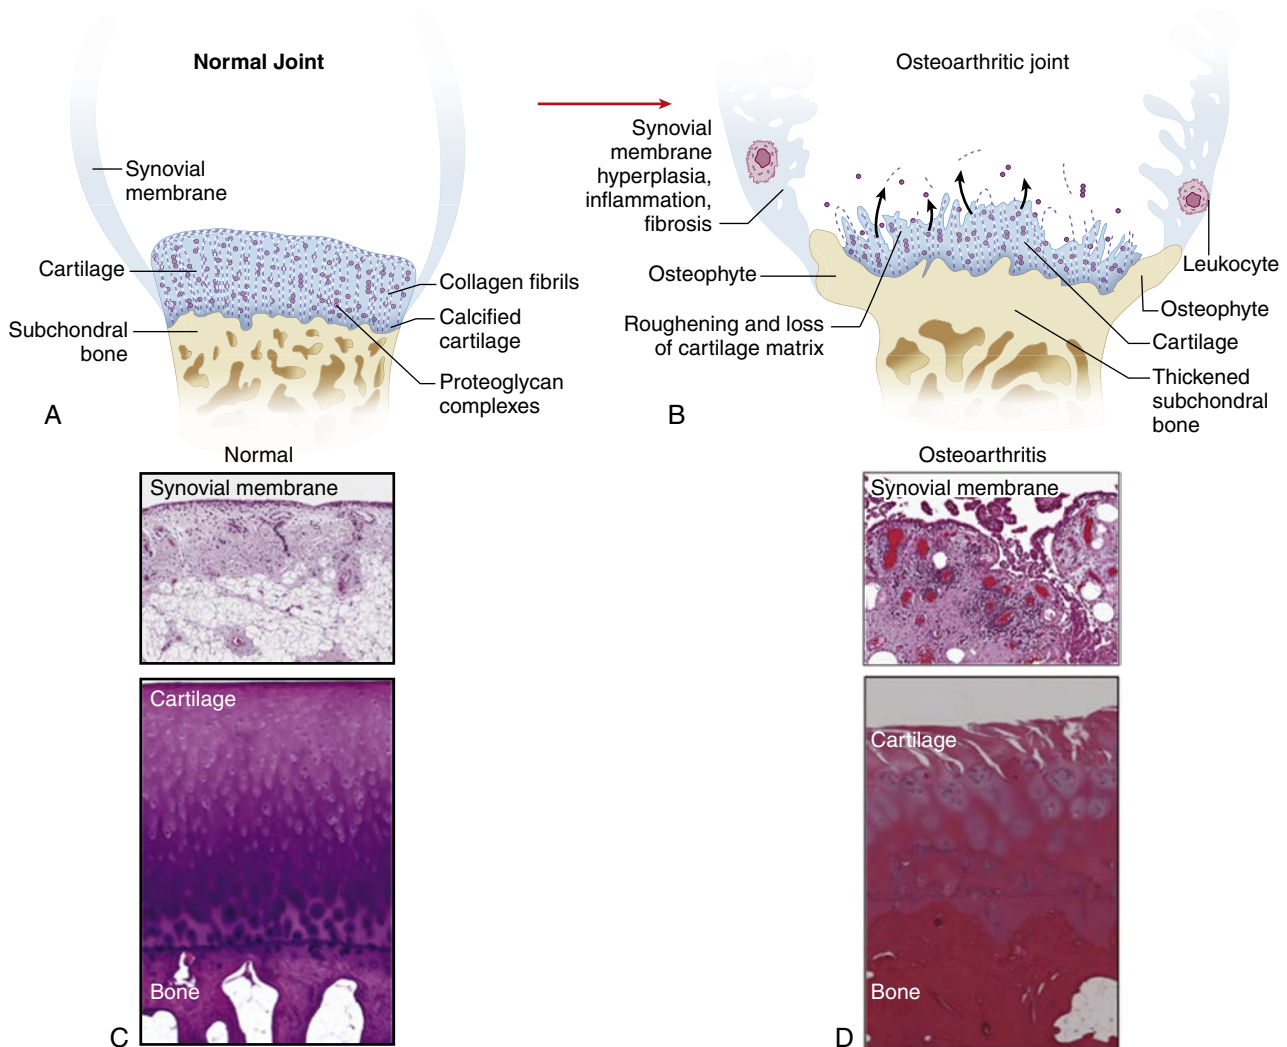 Normal Joint
Synovial
membrane
Cartilage
Subchondral
bone
Collagen fibrils
Calcified
cartilage
Proteoglycan
complexes
A
Osteoarthritic joint
Synovial
membrane
hyperplasia,
inflammation,
fibrosis
Osteophyte
Roughening and loss
of cartilage matrix
Leukocyte
Osteophyte
Cartilage
Thickened
subchondral
bone
B
Normal
Synovial membrane
Cartilage
Bone
C
Osteoarthritis
Synovial membrane
Cartilage
Bone
D